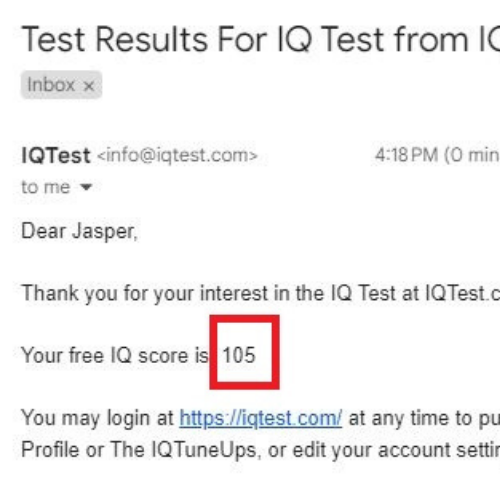 Test Results For IQ Test from
Inbox ×
IQTest <info@iqtest.com> 4:18 PM (0 min
to me
Dear Jasper,
Thank you for your interest in the IQ Test at IQTest.c
Your free IQ score is 105
You may login at https://iqtest.com/ at any time to pu
Profile or The IQTuneUps, or edit your account